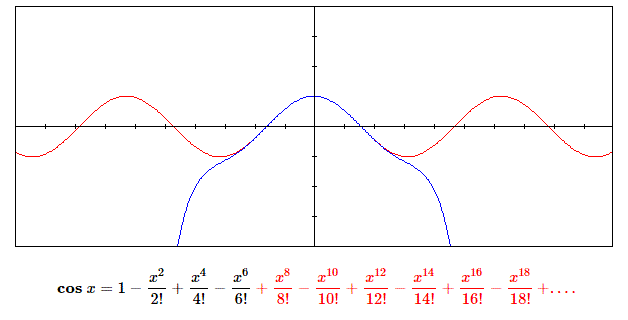 cos x = 1 − x²/2! + x⁴/4! − x⁶/6! + x⁸/8! − x¹⁰/10! + x¹²/12! − x¹⁴/14! + x¹⁶/16! − x¹⁸/18! + ....